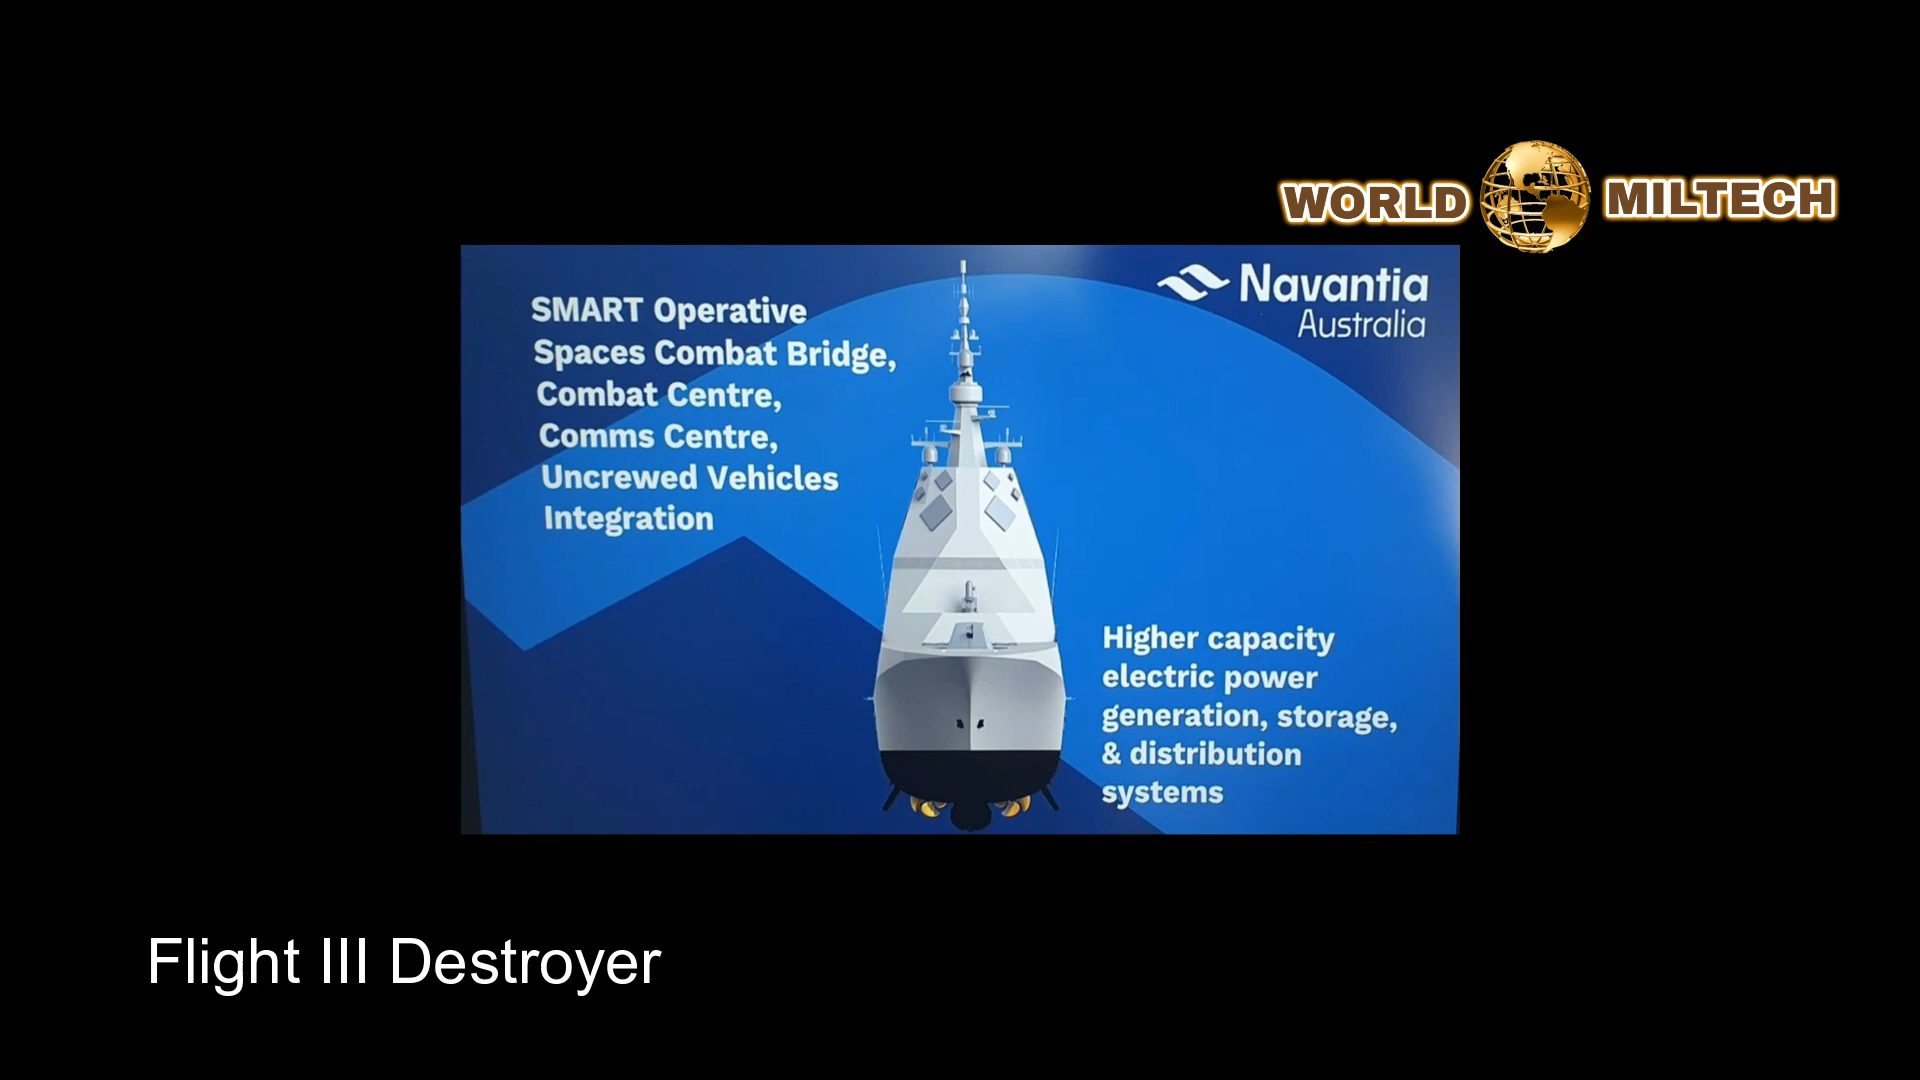 WORLD MILTECH
Navantia
Australia
SMART Operative
Spaces Combat Bridge,
Combat Centre,
Comms Centre,
Uncrewed Vehicles
Integration
Higher capacity
electric power
generation, storage,
& distribution
systems
Flight III Destroyer